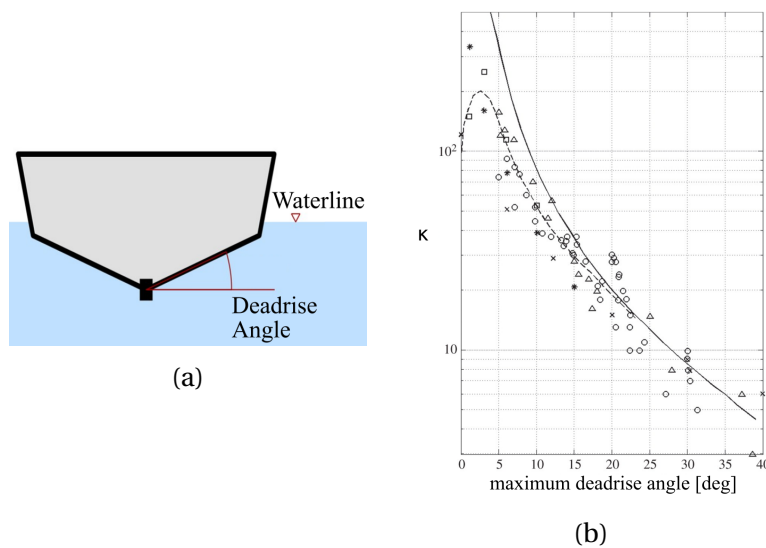 Waterline
Deadrise
Angle
(a)
10²
K
10
0 5 10 15 20 25 30 35 40
maximum deadrise angle [deg]
(b)